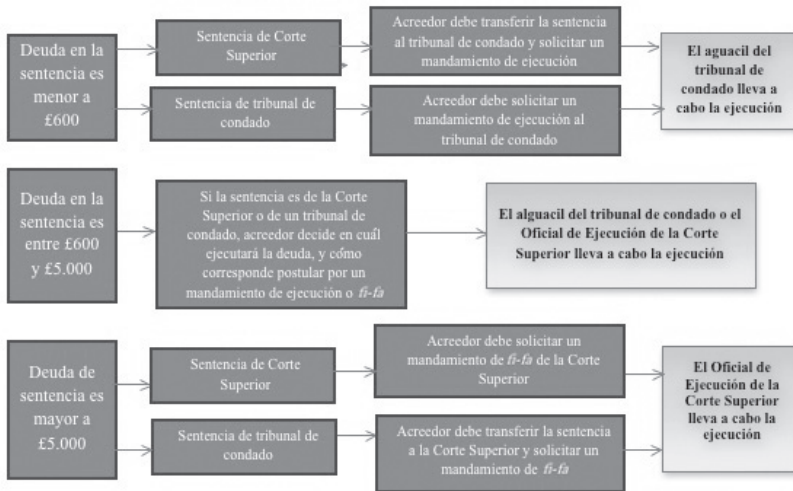 Deuda en la
sentencia es
menor a
£600
Sentencia de Corte
Superior
Acreedor debe transferir la sentencia
al tribunal de condado y solicitar un
mandamiento de ejecución
El aguacil del
tribunal de
condado lleva a
cabo la ejecución
Sentencia de tribunal de
condado
Acreedor debe solicitar un
mandamiento de ejecución al
tribunal de condado
Deuda en la
sentencia es
entre £600
y £5.000
Si la sentencia es de la Corte
Superior o de un tribunal de
condado, acreedor decide en cuál
ejecutará la deuda, y cómo
corresponde postular por un
mandamiento de ejecución o fi-fa
El alguacil del tribunal de condado o el
Oficial de Ejecución de la Corte
Superior lleva a cabo la ejecución
Deuda de
sentencia es
mayor a
£5.000
Sentencia de Corte
Superior
Acreedor debe solicitar un
mandamiento de fi-fa de la Corte
Superior
El Oficial de
Ejecución de la
Corte Superior
lleva a cabo la
ejecución
Sentencia de tribunal de
condado
Acreedor debe transferir la sentencia
a la Corte Superior y solicitar un
mandamiento de fi-fa